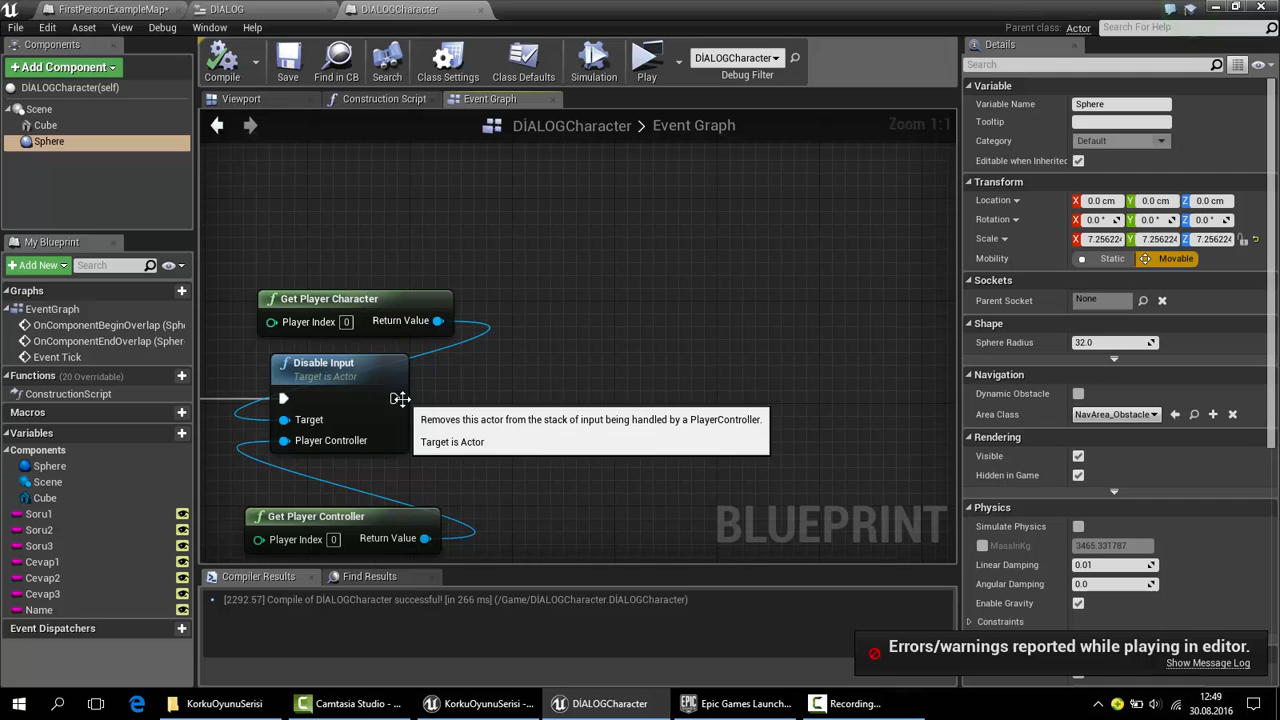 FirstPersonExampleMap*
DİALOG
DİALOGCharacter
File Edit Asset View Debug Window Help
Parent class: Actor
Search For Help
Components
+ Add Component
DİALOGCharacter(self)
Scene
Cube
Sphere
Compile
Save
Find in CB
Search
Class Settings
Class Defaults
Simulation
Play
DİALOGCharacter
Debug Filter
Viewport
Construction Script
Event Graph
DİALOGCharacter > Event Graph
Zoom 1:1
My Blueprint
+ Add New
Search
Graphs
EventGraph
OnComponentBeginOverlap (Sphe
OnComponentEndOverlap (Spher
Event Tick
Functions (20 Overridable)
ConstructionScript
Macros
Variables
Components
Sphere
Scene
Cube
Soru1
Soru2
Soru3
Cevap1
Cevap2
Cevap3
Name
Event Dispatchers
Get Player Character
Player Index 0
Return Value
Disable Input
Target is Actor
Target
Player Controller
Removes this actor from the stack of input being handled by a PlayerController.
Target is Actor
Get Player Controller
Player Index 0
Return Value
BLUEPRINT
Compiler Results
Find Results
[2292.57] Compile of DİALOGCharacter successful! [in 266 ms] (/Game/DİALOGCharacter.DİALOGCharacter)
Details
Search
Variable
Variable Name Sphere
Tooltip
Category Default
Editable when Inherited
Transform
Location X 0.0 cm Y 0.0 cm Z 0.0 cm
Rotation X 0.0 ° Y 0.0 ° Z 0.0 °
Scale X 7.256224 Y 7.256224 Z 7.256224
Mobility Static Movable
Sockets
Parent Socket None
Shape
Sphere Radius 32.0
Navigation
Dynamic Obstacle
Area Class NavArea_Obstacle
Rendering
Visible
Hidden in Game
Physics
Simulate Physics
MassInKg 3465.331787
Linear Damping 0.01
Angular Damping 0.0
Enable Gravity
Constraints
Errors/warnings reported while playing in editor.
Show Message Log
KorkuOyunuSerisi
Camtasia Studio - ...
KorkuOyunuSerisi - ...
DİALOGCharacter
Epic Games Launch...
Recording...
12:49
30.08.2016